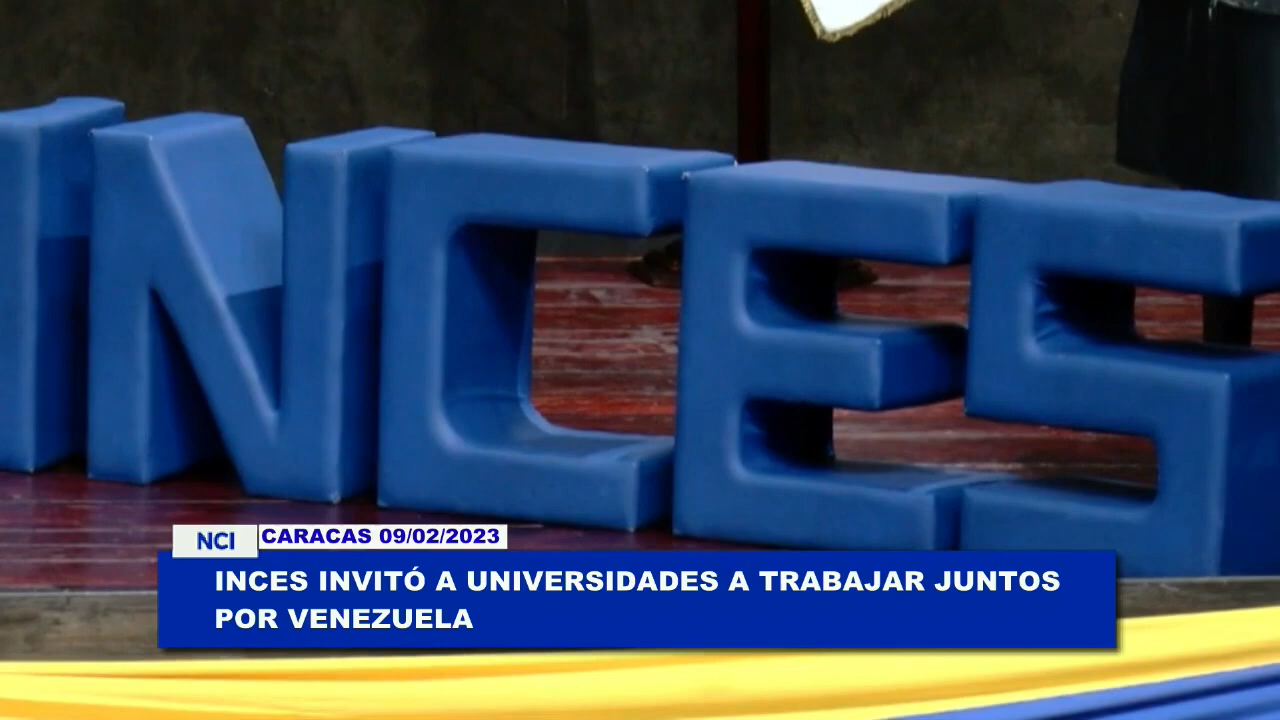 INCES
NCI
CARACAS 09/02/2023
INCES INVITÓ A UNIVERSIDADES A TRABAJAR JUNTOS
POR VENEZUELA